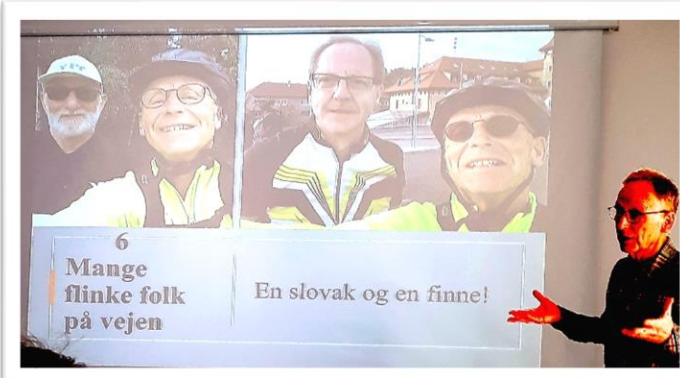 6
Mange
flinke folk
på vejen
En slovak og en finne!